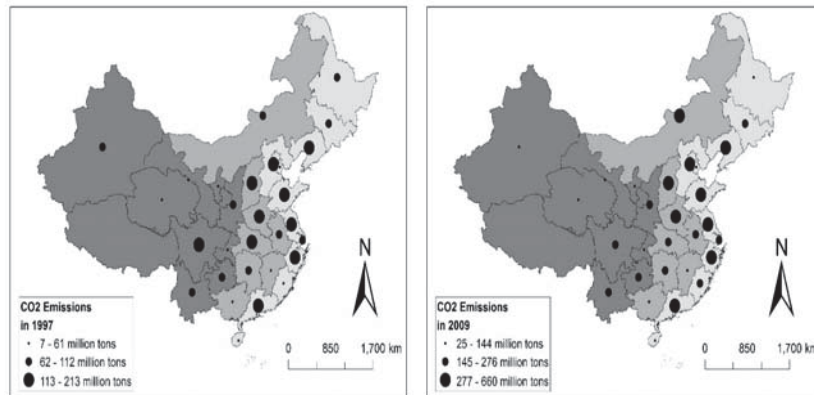 N
CO2 Emissions
in 1997
7 - 61 million tons
62 - 112 million tons
113 - 213 million tons
0 850 1,700 km
N
CO2 Emissions
in 2009
25 - 144 million tons
145 - 276 million tons
277 - 660 million tons
0 850 1,700 km